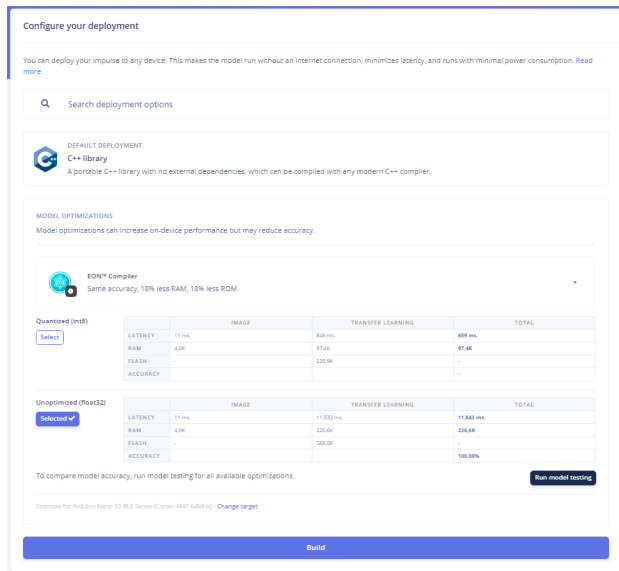 Configure your deployment
You can deploy your impulse to any device. This makes the model run without an internet connection, minimizes latency, and runs with minimal power consumption. Read
more.
Search deployment options
DEFAULT DEPLOYMENT
C++ library
A portable C++ library with no external dependencies, which can be compiled with any modern C++ compiler.
MODEL OPTIMIZATIONS
Model optimizations can increase on-device performance but may reduce accuracy.
EON™ Compiler
Same accuracy, 18% less RAM, 18% less ROM.
Quantized (int8)
Select
IMAGE TRANSFER LEARNING TOTAL
LATENCY 11 ms. 848 ms. 859 ms.
RAM 4,0K 97,4K 97,4K
FLASH - 220,9K -
ACCURACY -
Unoptimized (float32)
Selected ✔
IMAGE TRANSFER LEARNING TOTAL
LATENCY 11 ms. 11.832 ms. 11.843 ms.
RAM 4,0K 226,6K 226,6K
FLASH - 566,0K -
ACCURACY 100.00%
To compare model accuracy, run model testing for all available optimizations.
Run model testing
Estimate for Arduino Nano 33 BLE Sense (Cortex-M4F 64MHz) - Change target
Build